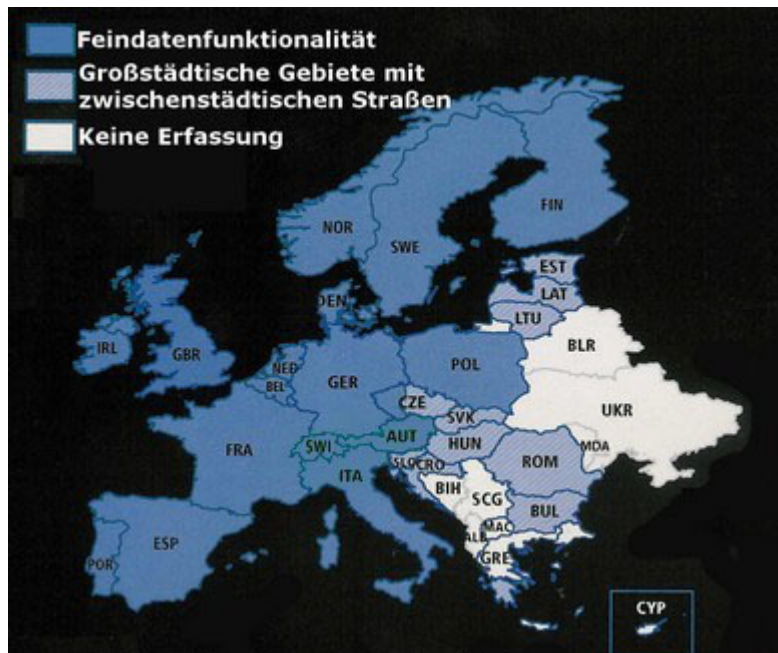 Feindatenfunktionalität
Großstädtische Gebiete mit
zwischenstädtischen Straßen
Keine Erfassung
FIN
NOR
SWE
EST
DEN
LAT
LTU
IRL
GBR
BLR
NED
BEL
GER
POL
UKR
CZE
SVK
MDA
FRA
SWI
AUT
HUN
ROM
ITA
SLO
CRO
BIH
SCG
BUL
MAC
ALB
GRE
POR
ESP
CYP